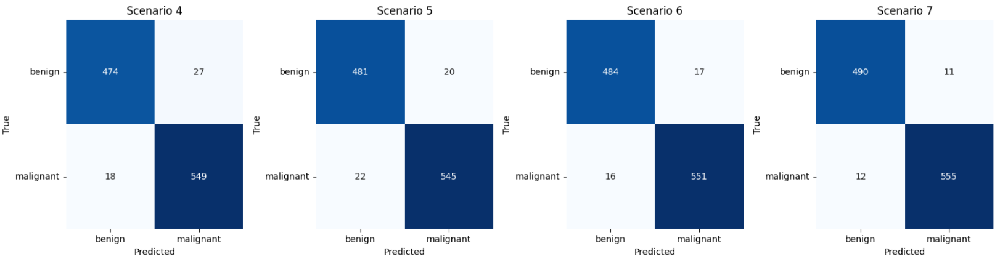 Scenario 4
benign
474
27
True
malignant
18
549
benign
malignant
Predicted
Scenario 5
benign
481
20
True
malignant
22
545
benign
malignant
Predicted
Scenario 6
benign
484
17
True
malignant
16
551
benign
malignant
Predicted
Scenario 7
benign
490
11
True
malignant
12
555
benign
malignant
Predicted